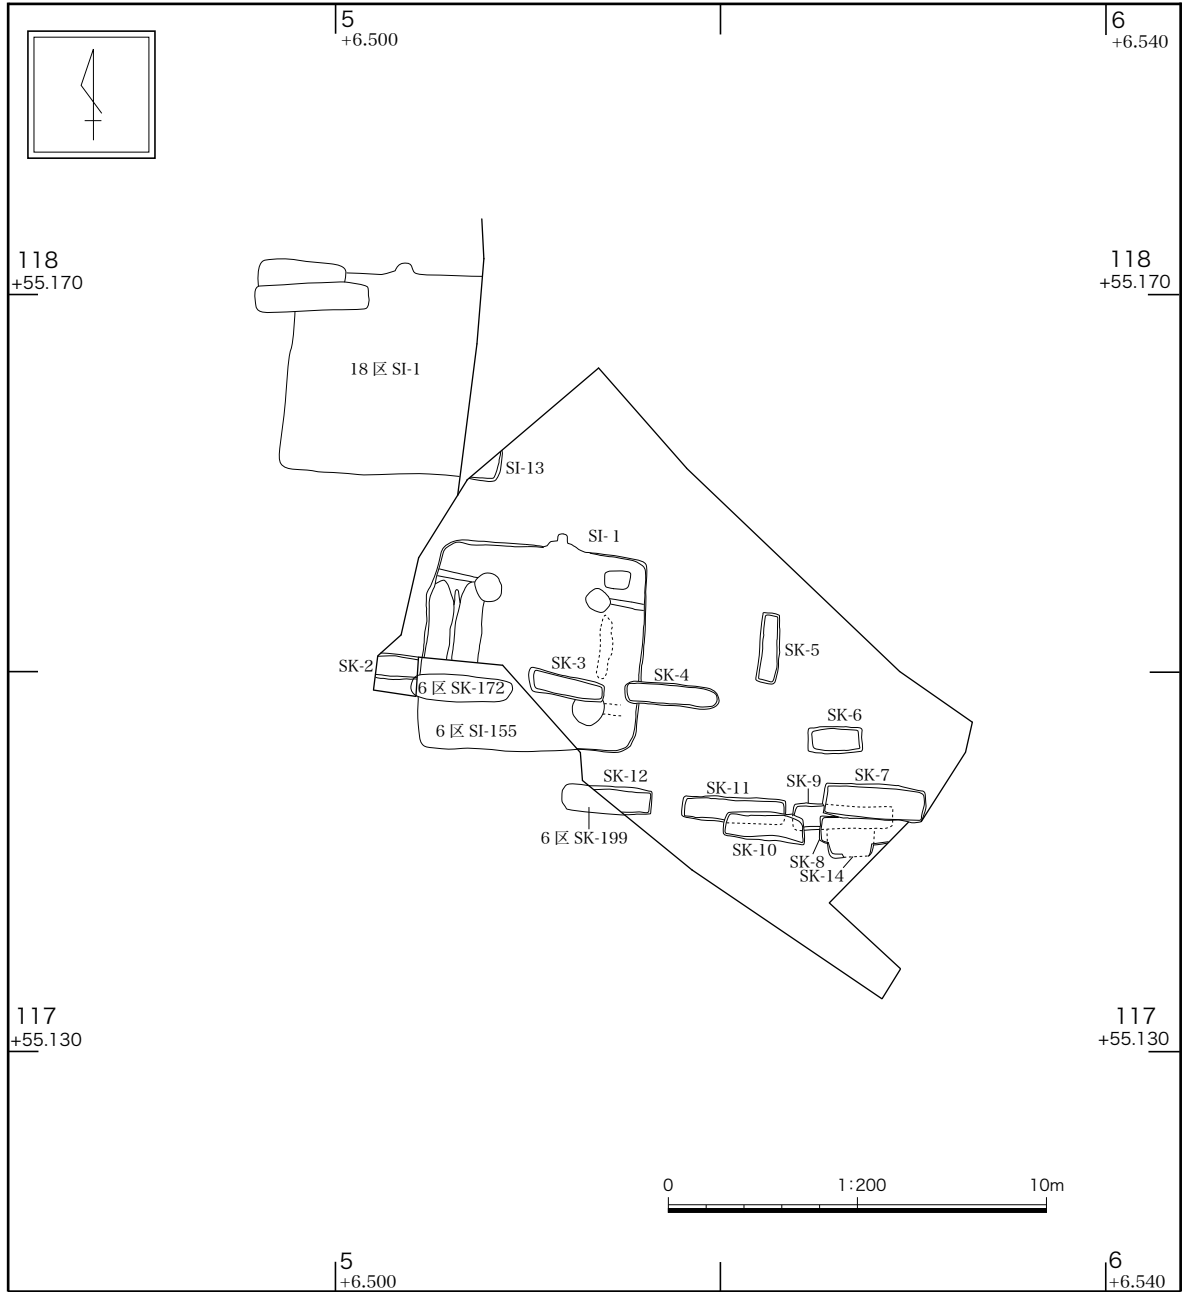 5
+6.500
6
+6.540
118
+55.170
118
+55.170
18 区 SI-1
SI-13
SI- 1
SK-5
SK-2
SK-3
SK-4
6 区 SK-172
SK-6
6 区 SI-155
SK-12
SK-11
SK-9
SK-7
6 区 SK-199
SK-10
SK-8
SK-14
117
+55.130
117
+55.130
0
1:200
10m
5
+6.500
6
+6.540